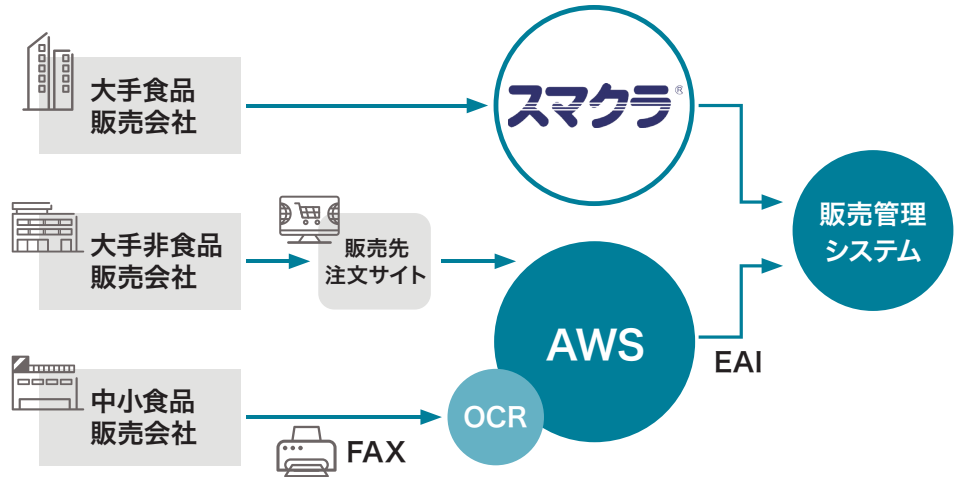 大手食品
販売会社
スマクラ®
大手非食品
販売会社
販売先
注文サイト
販売管理
システム
AWS
EAI
中小食品
販売会社
FAX
OCR